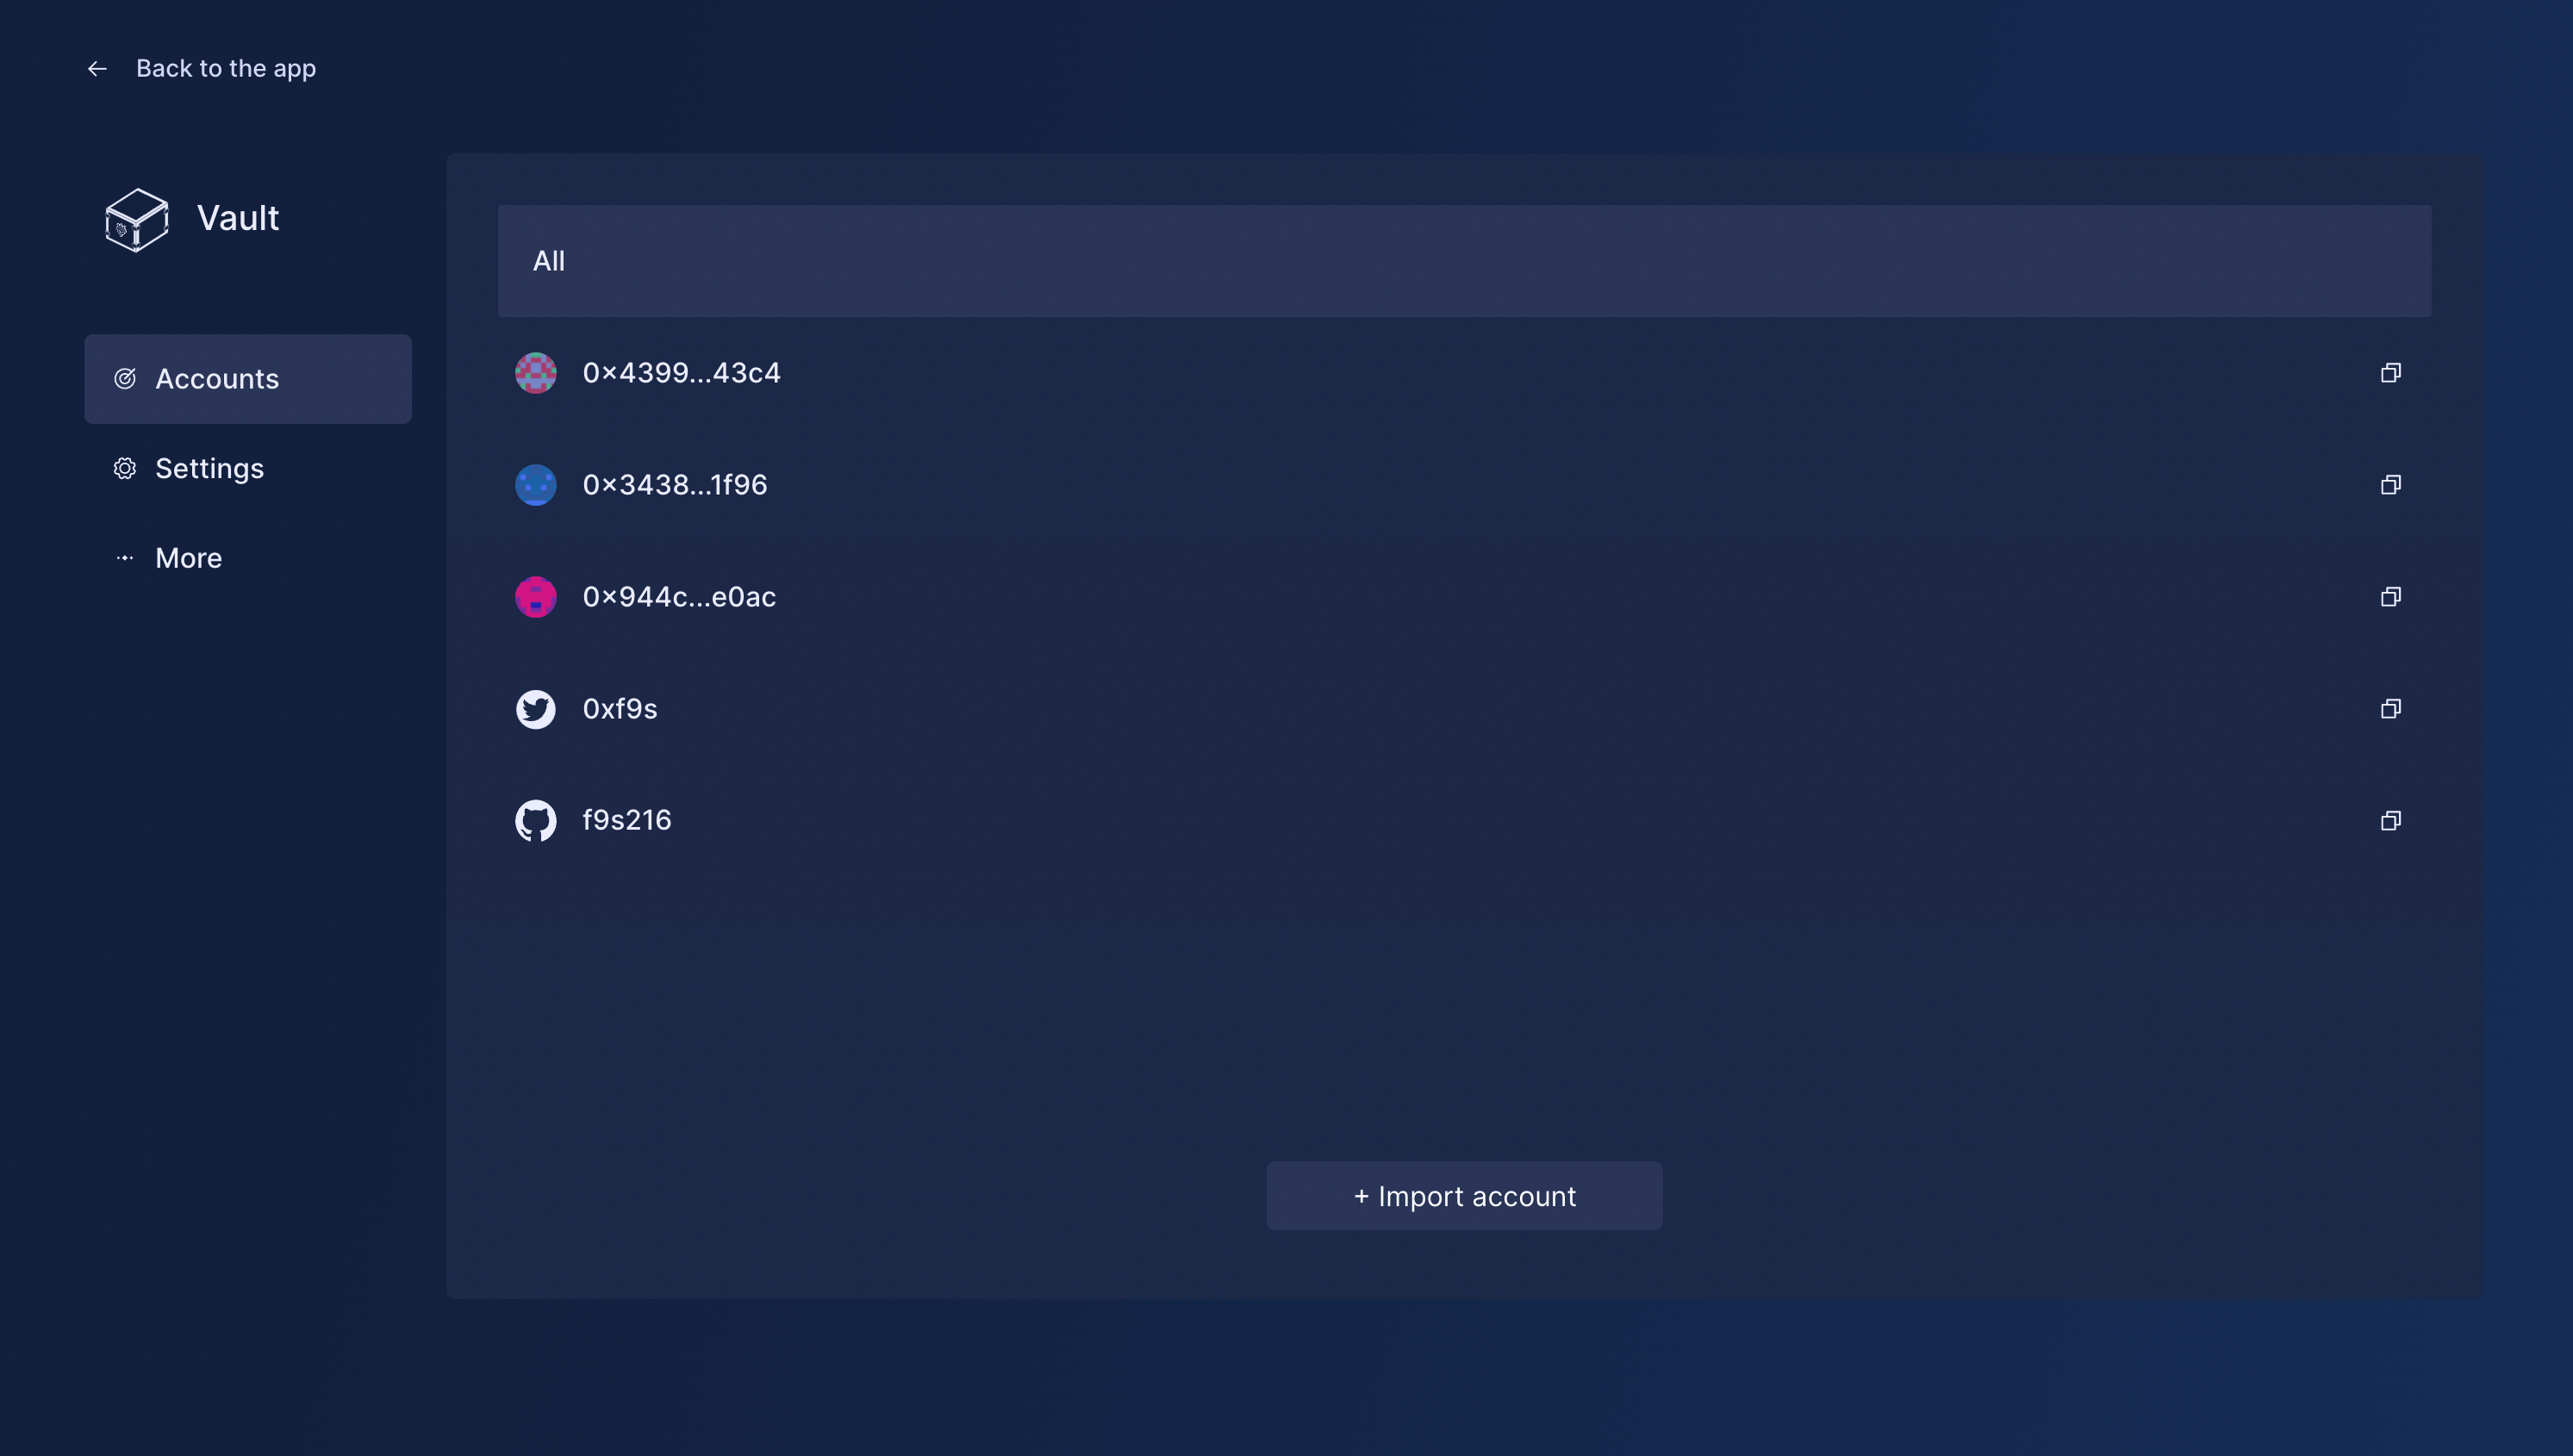 Back to the app
Vault
Accounts
Settings
More
All
0×4399...43c4
0×3438...1f96
0×944c...e0ac
0xf9s
f9s216
+ Import account